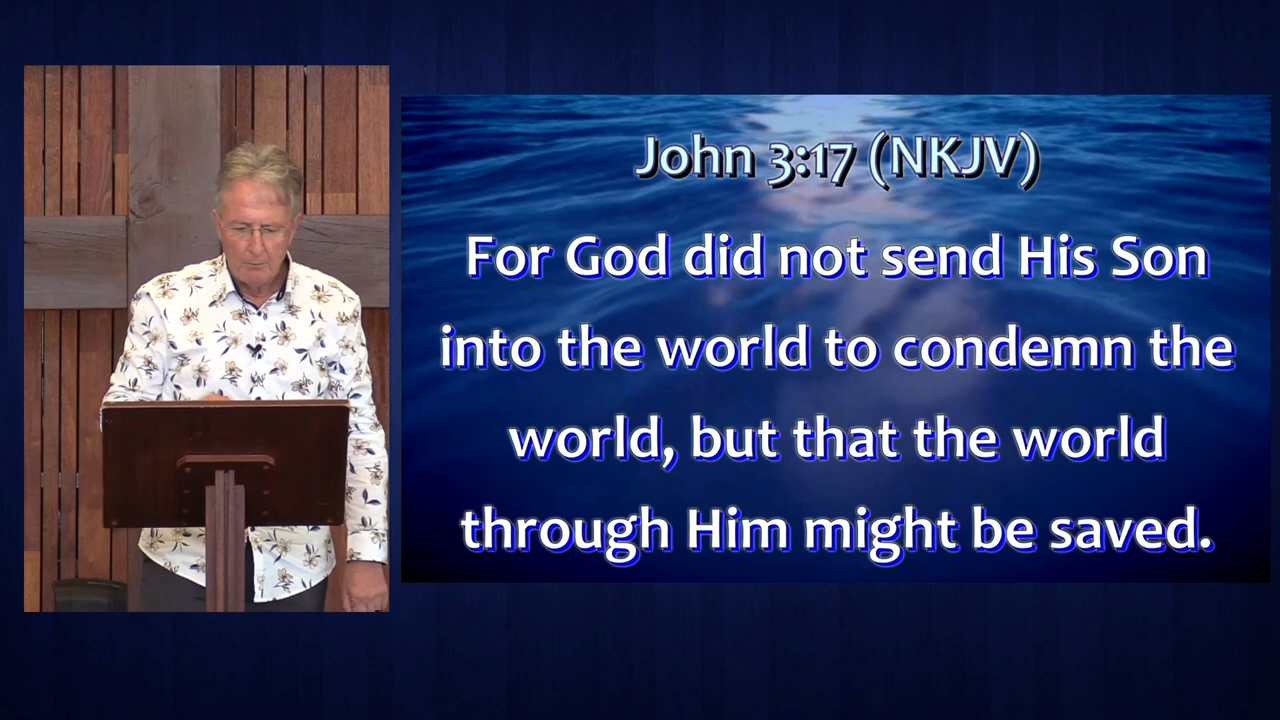 John 3:17 (NKJV)
For God did not send His Son
into the world to condemn the
world, but that the world
through Him might be saved.